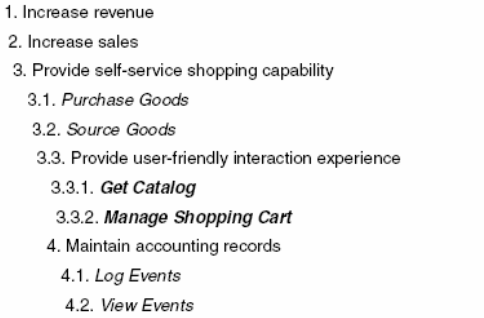 1. Increase revenue
2. Increase sales
3. Provide self-service shopping capability
3.1. Purchase Goods
3.2. Source Goods
3.3. Provide user-friendly interaction experience
3.3.1. Get Catalog
3.3.2. Manage Shopping Cart
4. Maintain accounting records
4.1. Log Events
4.2. View Events